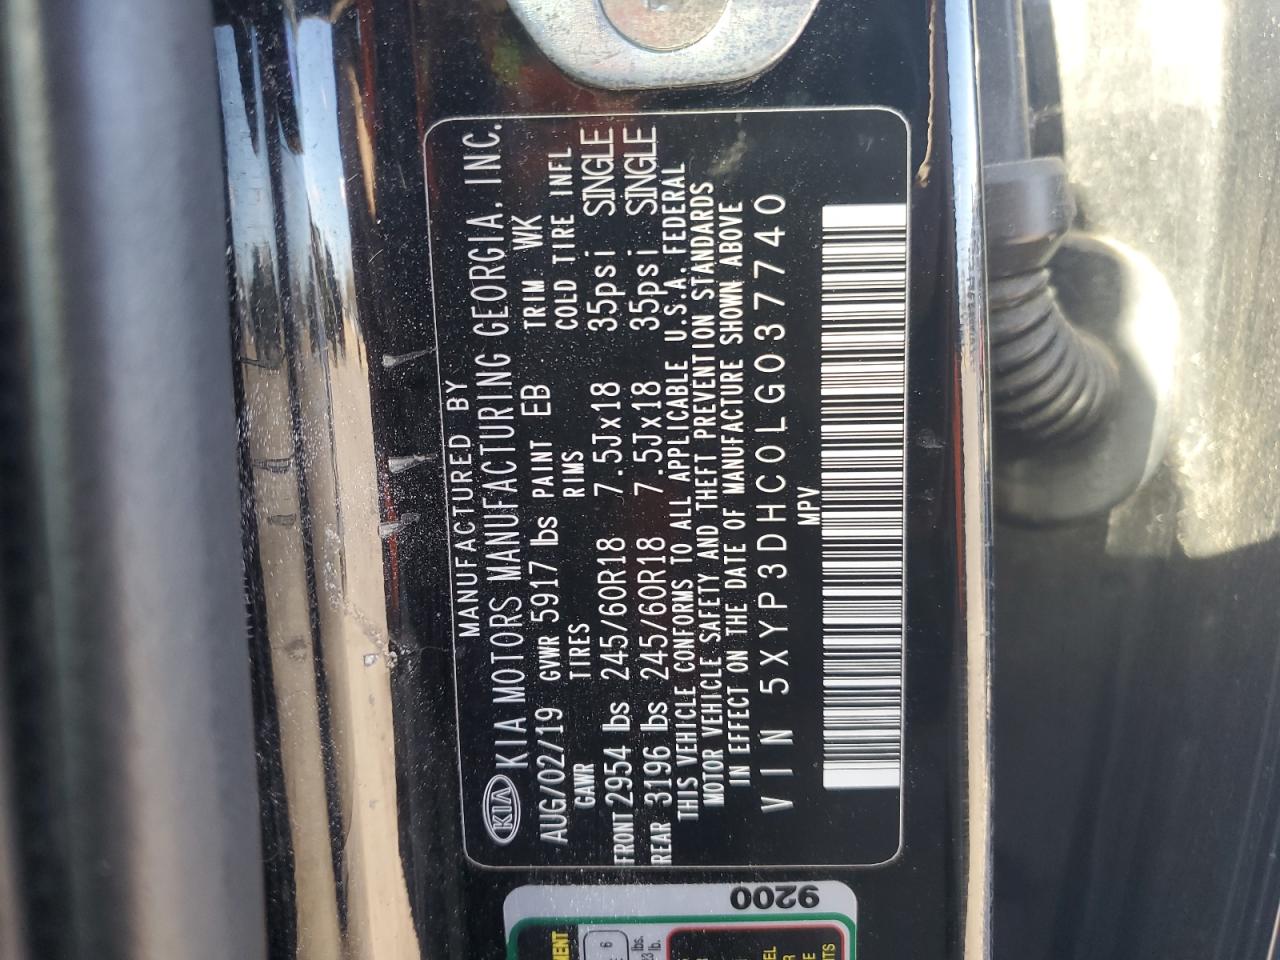 MANUFACTURED BY
KIA KIA MOTORS MANUFACTURING GEORGIA, INC.
AUG/02/19 GVWR 5917 lbs PAINT EB TRIM WK
GAWR TIRES RIMS COLD TIRE INFL
FRONT 2954 lbs 245/60R18 7.5Jx18 35psi SINGLE
REAR 3196 lbs 245/60R18 7.5Jx18 35psi SINGLE
THIS VEHICLE CONFORMS TO ALL APPLICABLE U.S.A. FEDERAL
MOTOR VEHICLE SAFETY AND THEFT PREVENTION STANDARDS
IN EFFECT ON THE DATE OF MANUFACTURE SHOWN ABOVE
VIN 5XYP3DHC0LG037740
MPV
9200